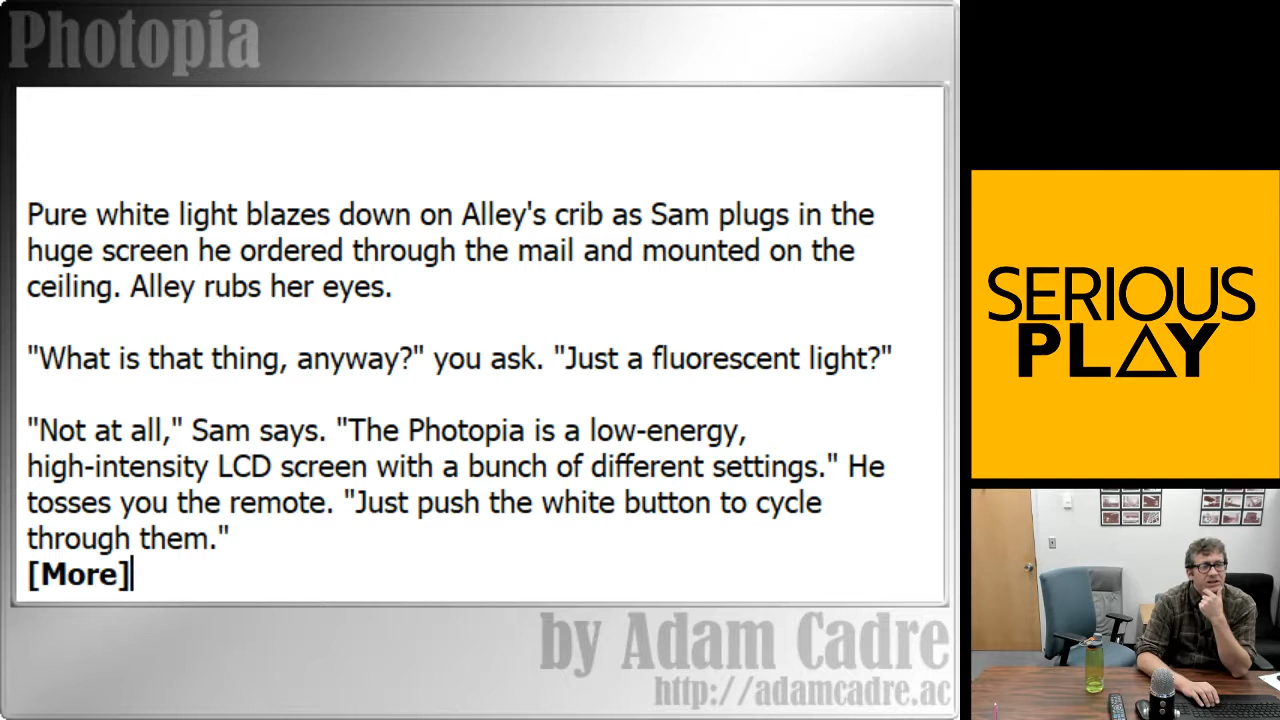 Photopia
Pure white light blazes down on Alley's crib as Sam plugs in the
huge screen he ordered through the mail and mounted on the
ceiling. Alley rubs her eyes.
"What is that thing, anyway?" you ask. "Just a fluorescent light?"
"Not at all," Sam says. "The Photopia is a low-energy,
high-intensity LCD screen with a bunch of different settings." He
tosses you the remote. "Just push the white button to cycle
through them."
[More]
by Adam Cadre
http://adamcadre.ac
SERIOUS
PLAY